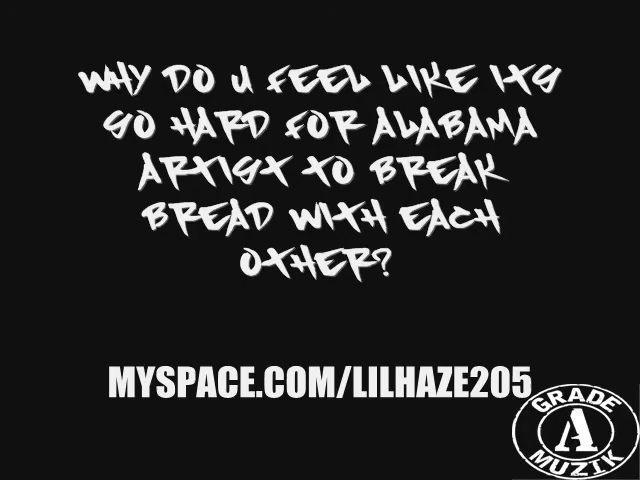 WHY DO U FEEL LIKE ITS
SO HARD FOR ALABAMA
ARTIST TO BREAK
BREAD WITH EACH
OTHER?
MYSPACE.COM/LILHAZE205
GRADE
A
MUZIK